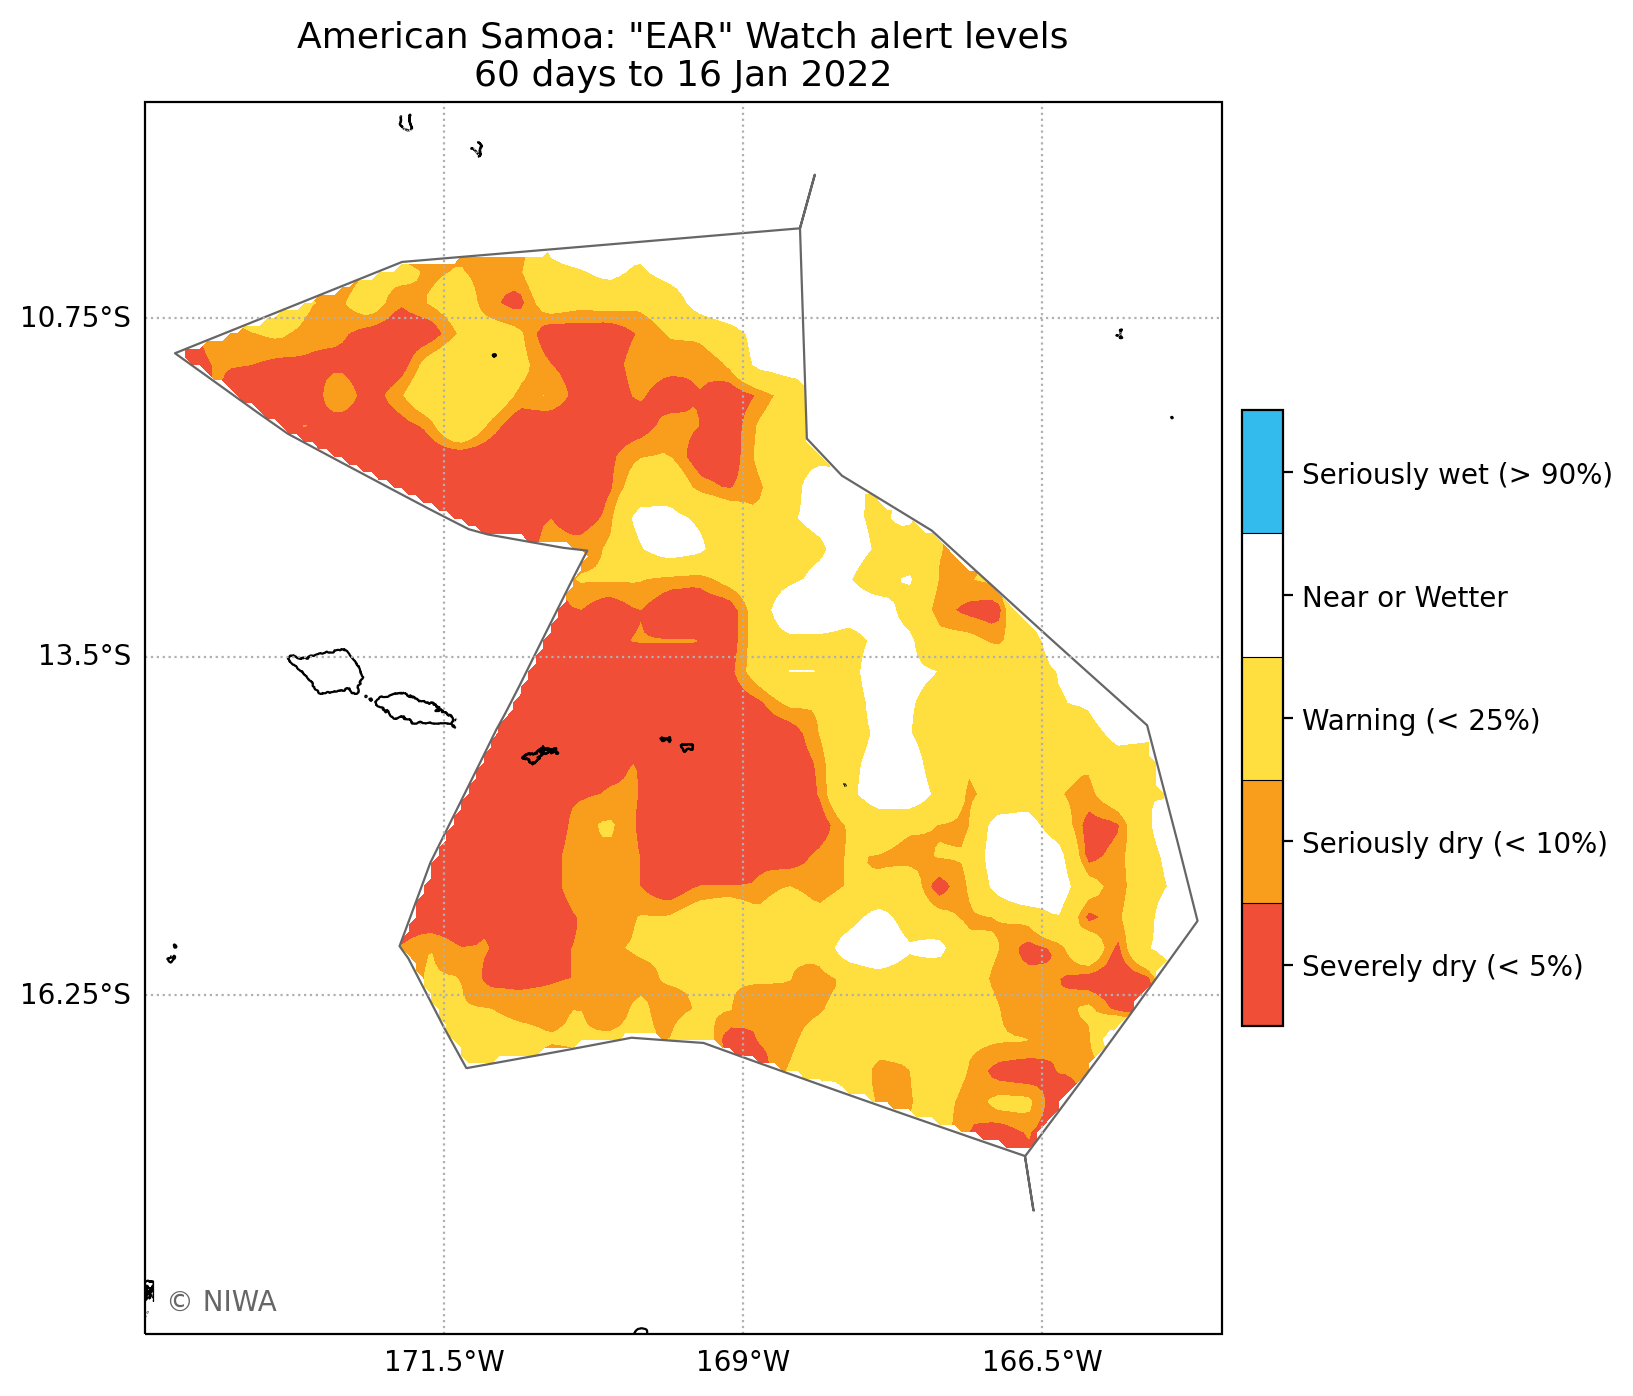 American Samoa: "EAR" Watch alert levels
60 days to 16 Jan 2022
10.75°S
13.5°S
16.25°S
171.5°W
169°W
166.5°W
Seriously wet (> 90%)
Near or Wetter
Warning (< 25%)
Seriously dry (< 10%)
Severely dry (< 5%)
© NIWA